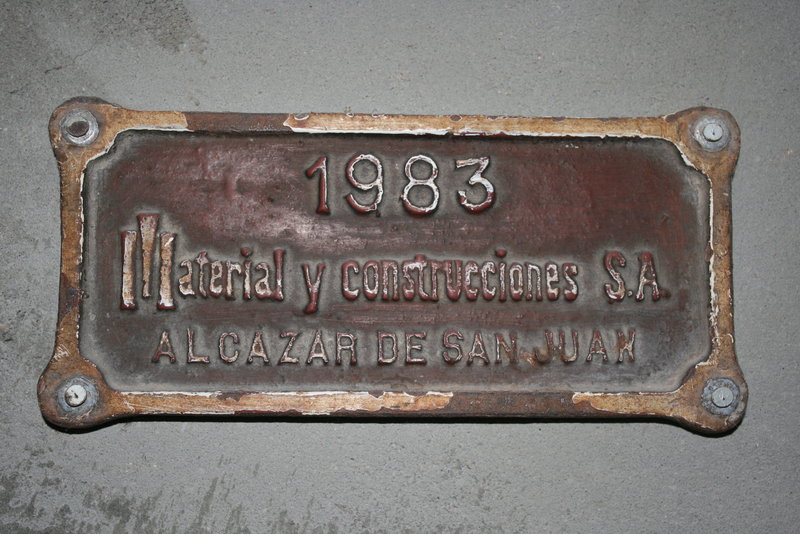 1983
Material y construcciones S.A.
ALCAZAR DE SAN JUAN